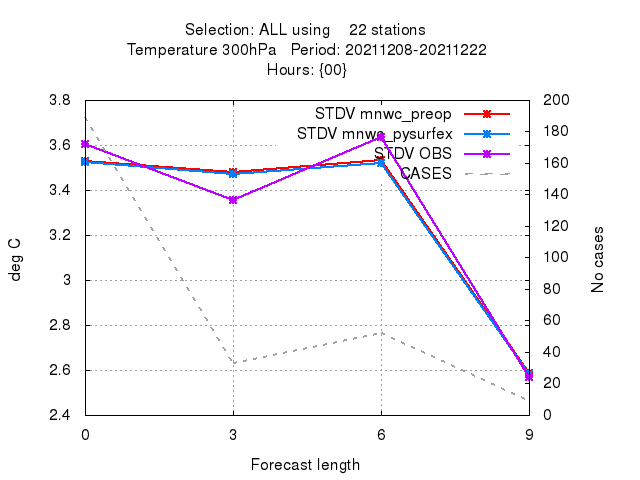 Selection: ALL using 22 stations
Temperature 300hPa Period: 20211208-20211222
Hours: {00}
3.8
3.6
3.4
3.2
3
2.8
2.6
2.4
200
180
160
140
120
100
80
60
40
20
0
STDV mnwc_preop
STDV mnwc_pysurfex
STDV OBS
CASES
deg C
No cases
0 3 6 9
Forecast length